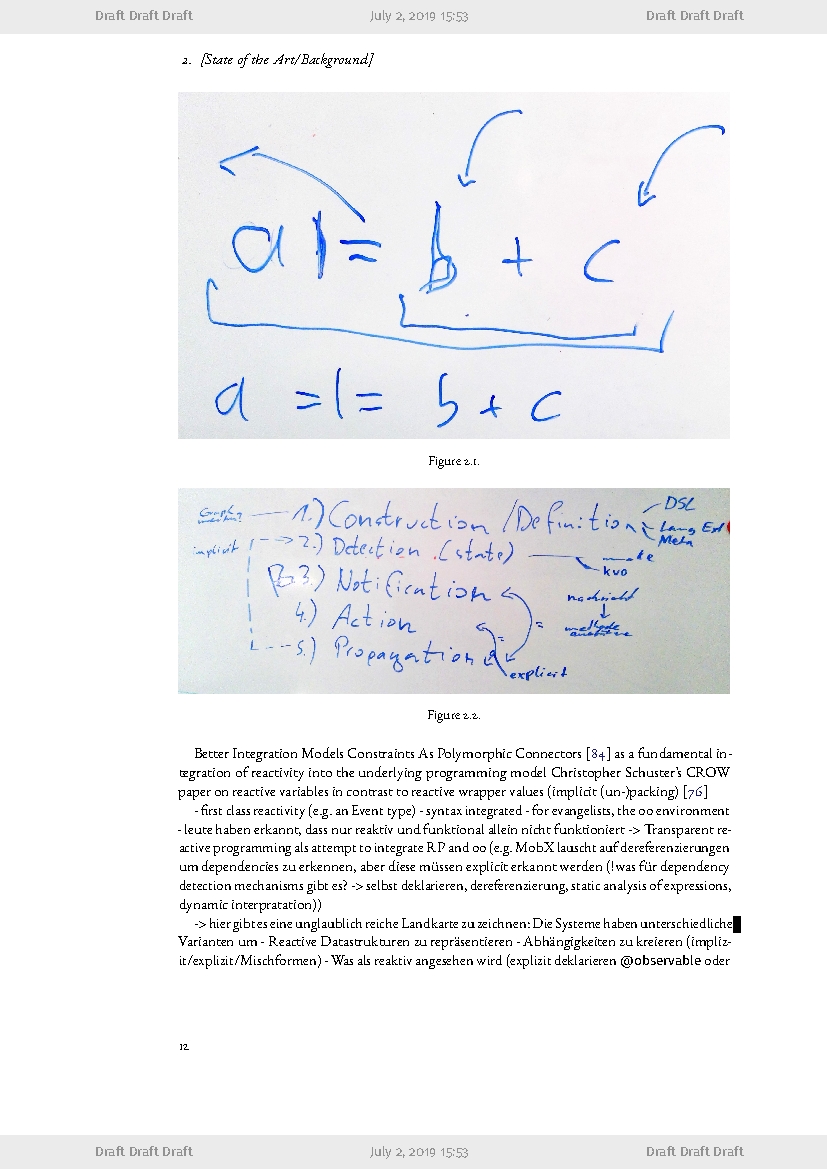 Draft Draft Draft July 2, 2019 15:53 Draft Draft Draft
2. [State of the Art/Background]
a |= b + c
a =|= b + c
Figure 2.1.
1.) Construction / Definition
DSL
Lang Ext
Meta
implicit
2.) Detection (state)
kvo
3.) Notification
nachricht
4.) Action
=
=
5.) Propagation
explicit
Figure 2.2.
Better Integration Models Constraints As Polymorphic Connectors [84] as a fundamental in-
tegration of reactivity into the underlying programming model Christopher Schuster's CROW
paper on reactive variables in contrast to reactive wrapper values (implicit (un-)packing) [76]
- first class reactivity (e.g. an Event type) - syntax integrated - for evangelists, the oo environment
- leute haben erkannt, dass nur reaktiv und funktional allein nicht funktioniert -> Transparent re-
active programming als attempt to integrate RP and oo (e.g. MobX lauscht auf dereferenzierungen
um dependencies zu erkennen, aber diese müssen explicit erkannt werden (!was für dependency
detection mechanisms gibt es? -> selbst deklarieren, dereferenzierung, static analysis of expressions,
dynamic interpratation))
-> hier gibt es eine unglaublich reiche Landkarte zu zeichnen: Die Systeme haben unterschiedliche
Varianten um - Reactive Datastrukturen zu repräsentieren - Abhängigkeiten zu kreieren (impliz-
it/explizit/Mischformen) - Was als reaktiv angesehen wird (explizit deklarieren @observable oder
12
Draft Draft Draft July 2, 2019 15:53 Draft Draft Draft